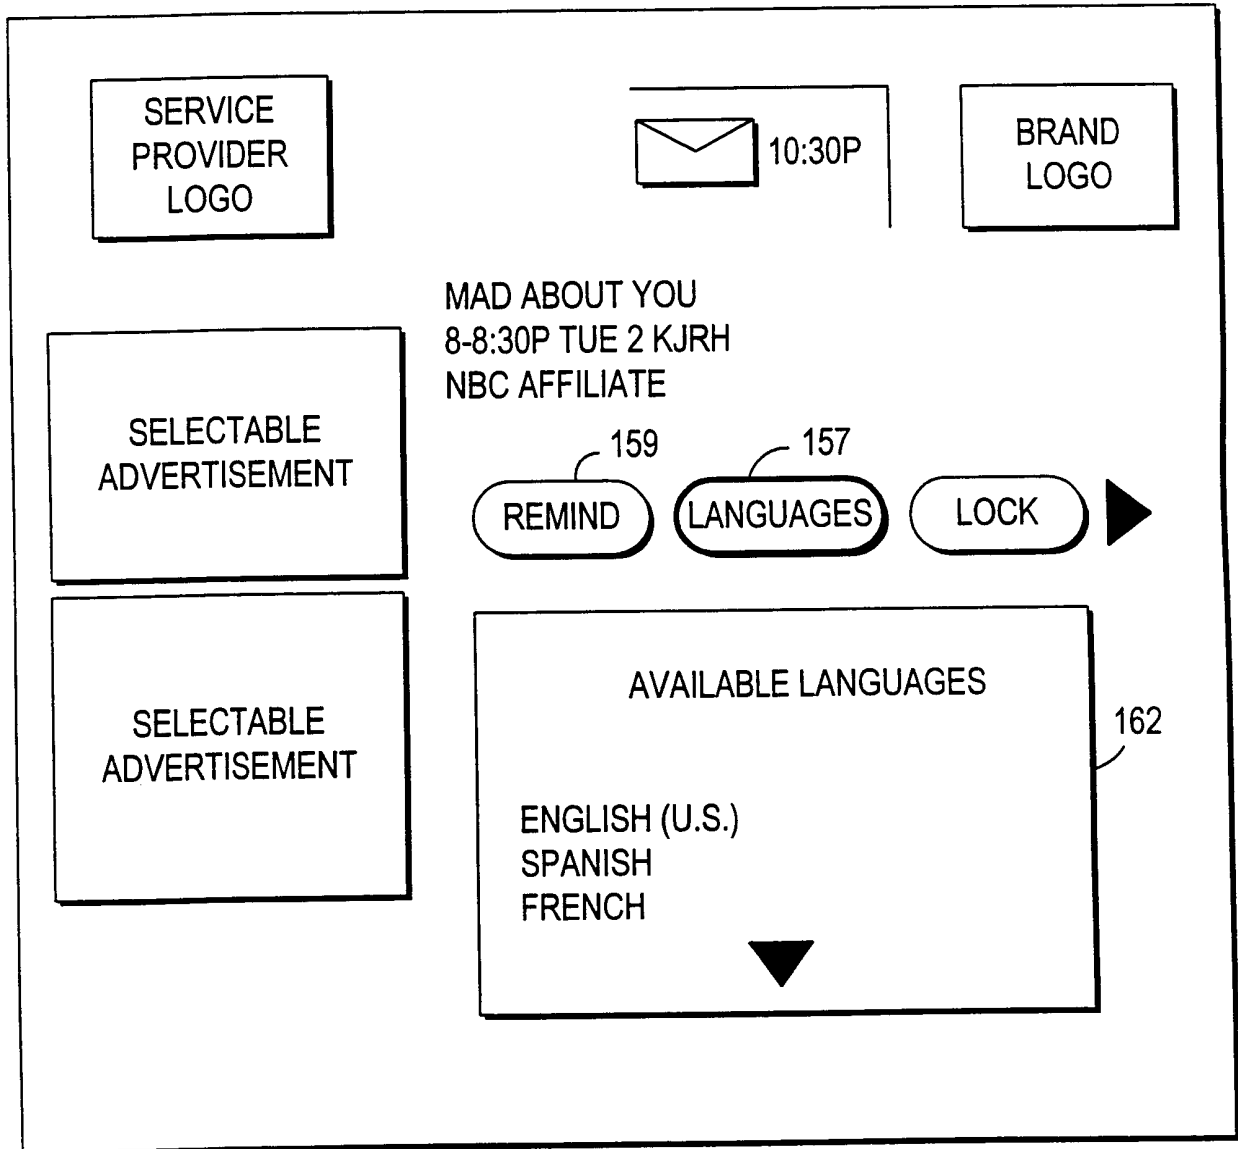 SERVICE
PROVIDER
LOGO
10:30P
BRAND
LOGO
MAD ABOUT YOU
8-8:30P TUE 2 KJRH
NBC AFFILIATE
SELECTABLE
ADVERTISEMENT
159
157
REMIND
LANGUAGES
LOCK
SELECTABLE
ADVERTISEMENT
AVAILABLE LANGUAGES
162
ENGLISH (U.S.)
SPANISH
FRENCH